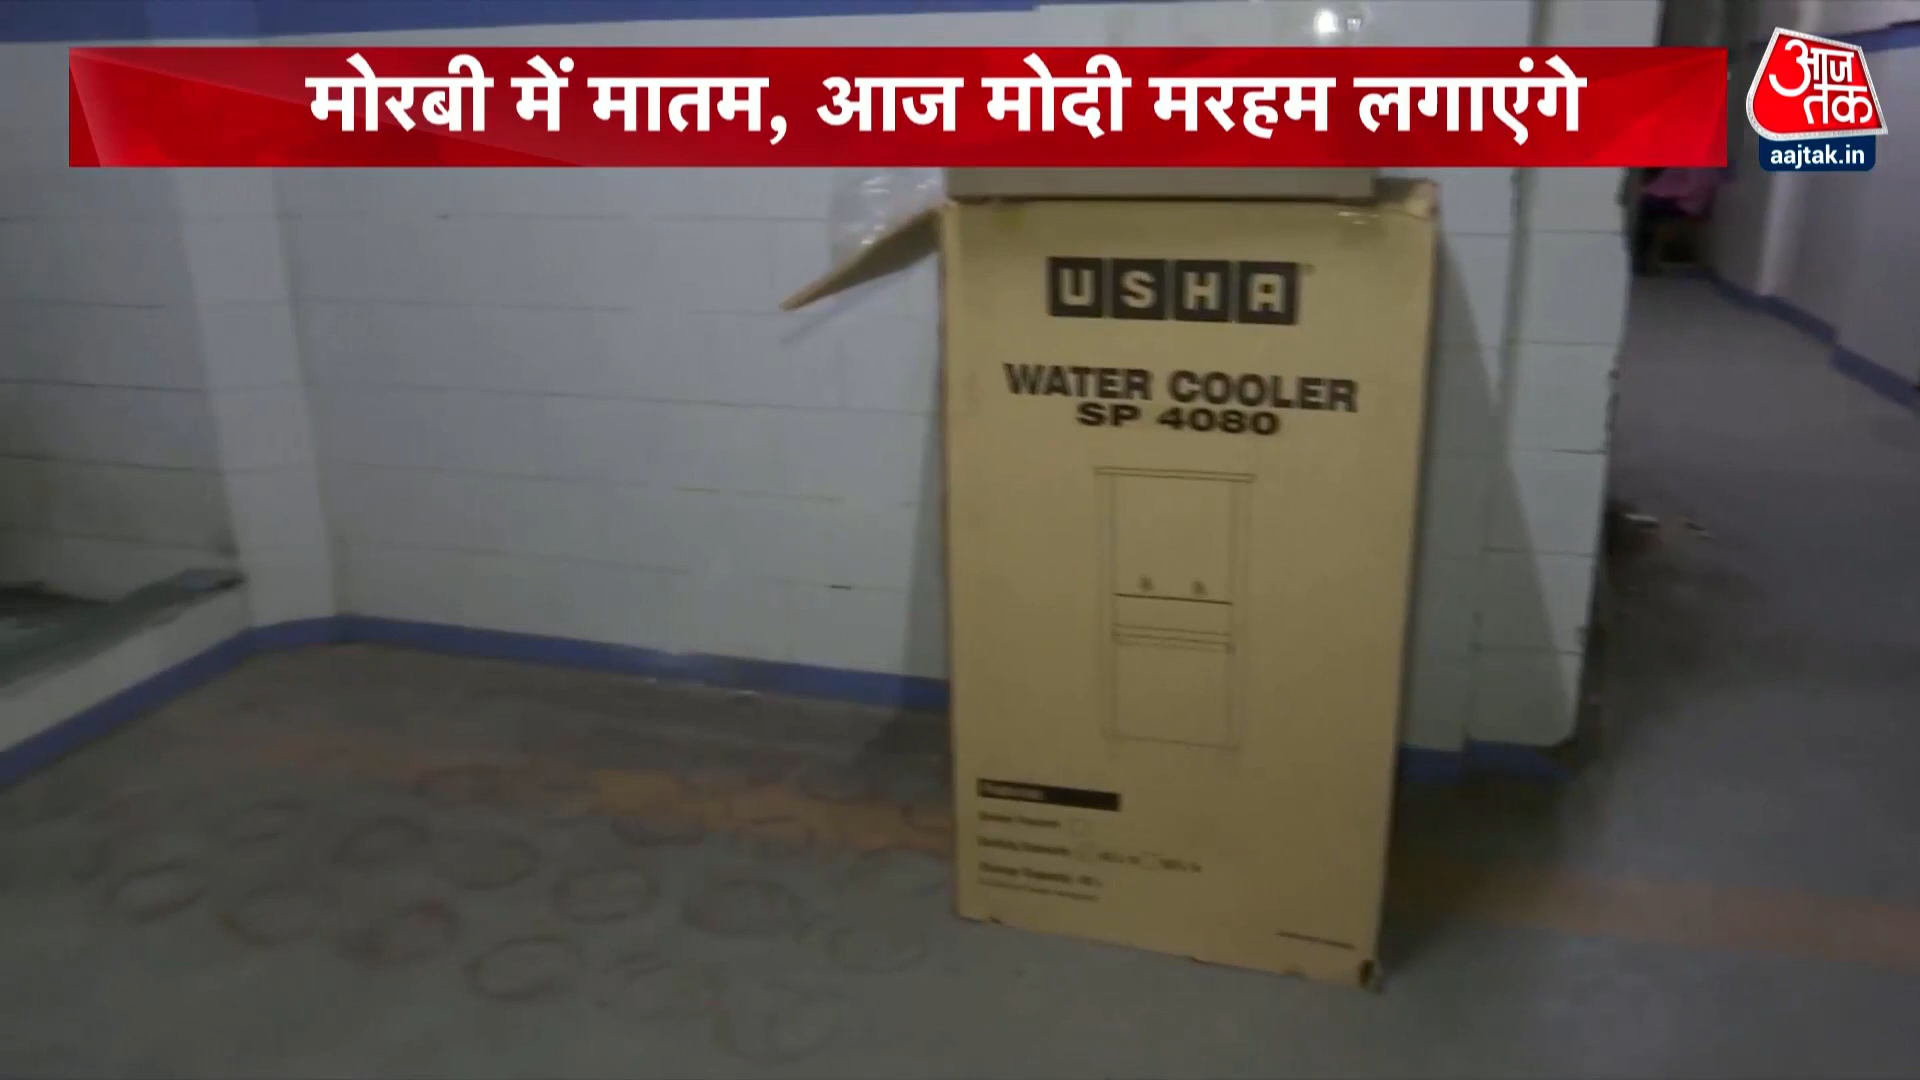 मोरबी में मातम, आज मोदी मरहम लगाएंगे
आज
तक
aajtak.in
USHA
WATER COOLER
SP 4080